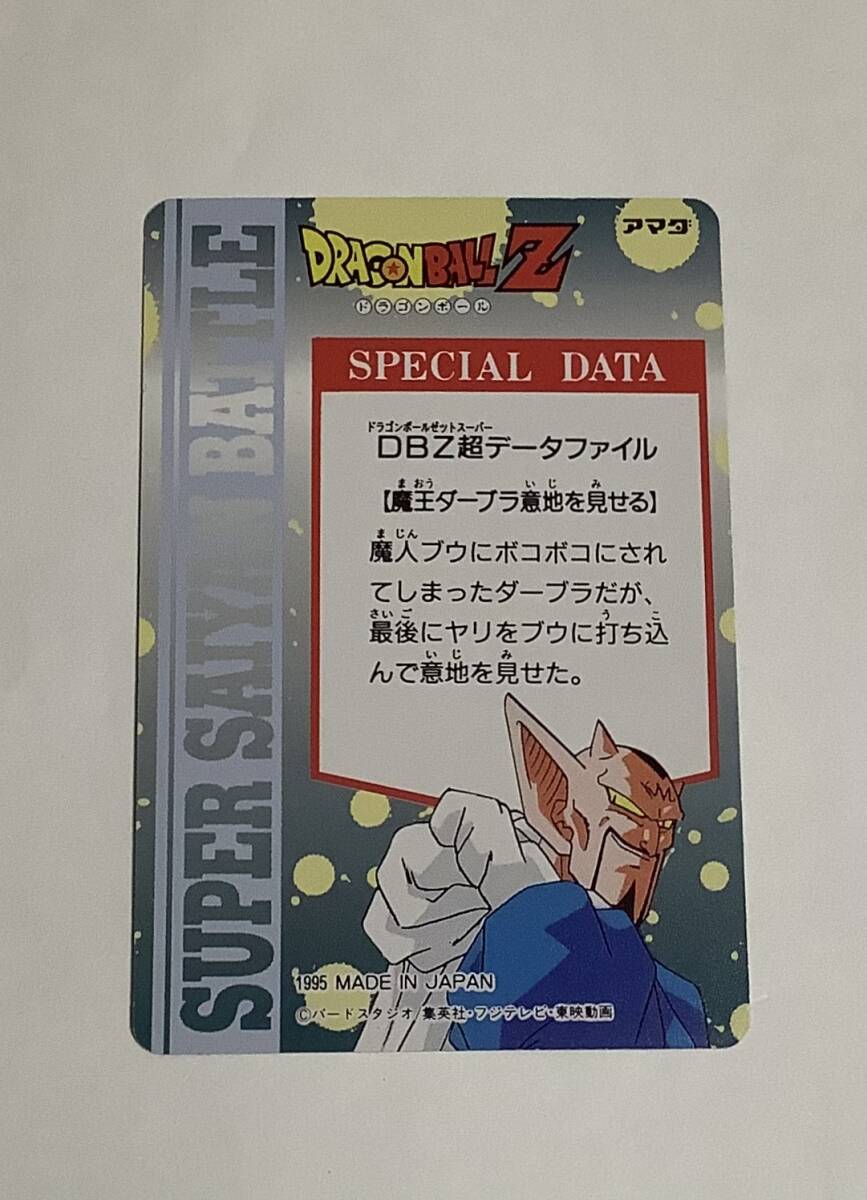 アマダ
DRAGONBALL Z
ドラゴンボール
SUPER SAIYAN BATTLE
SPECIAL DATA
ドラゴンボールゼットスーパー
DBZ超データファイル
まおう いじ み
【魔王ダーブラ意地を見せる】
まじん
魔人ブウにボコボコにされ
てしまったダーブラだが、
さいご う こ
最後にヤリをブウに打ち込
いじ み
んで意地を見せた。
1995 MADE IN JAPAN
©バードスタジオ 集英社・フジテレビ・東映動画